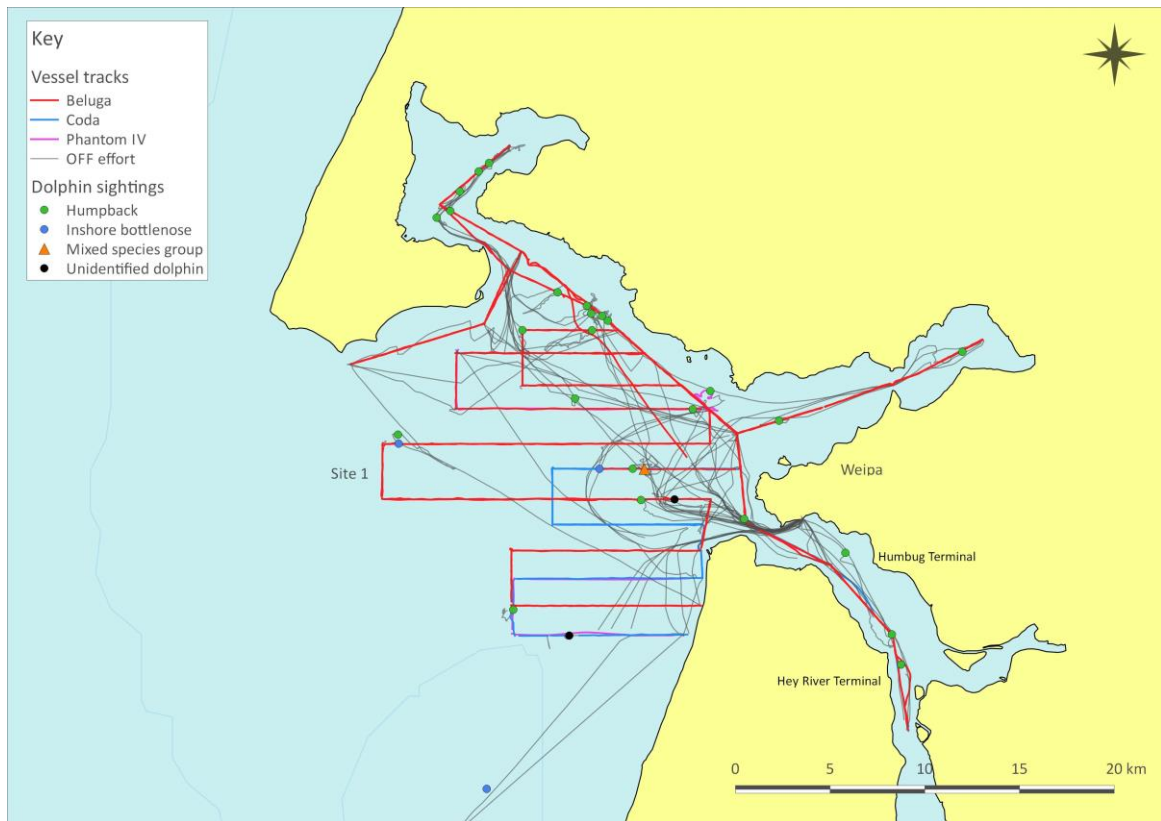 Key
Vessel tracks
Beluga
Coda
Phantom IV
OFF effort
Dolphin sightings
Humpback
Inshore bottlenose
Mixed species group
Unidentified dolphin
Site 1
Weipa
Humbug Terminal
Hey River Terminal
0 5 10 15 20 km